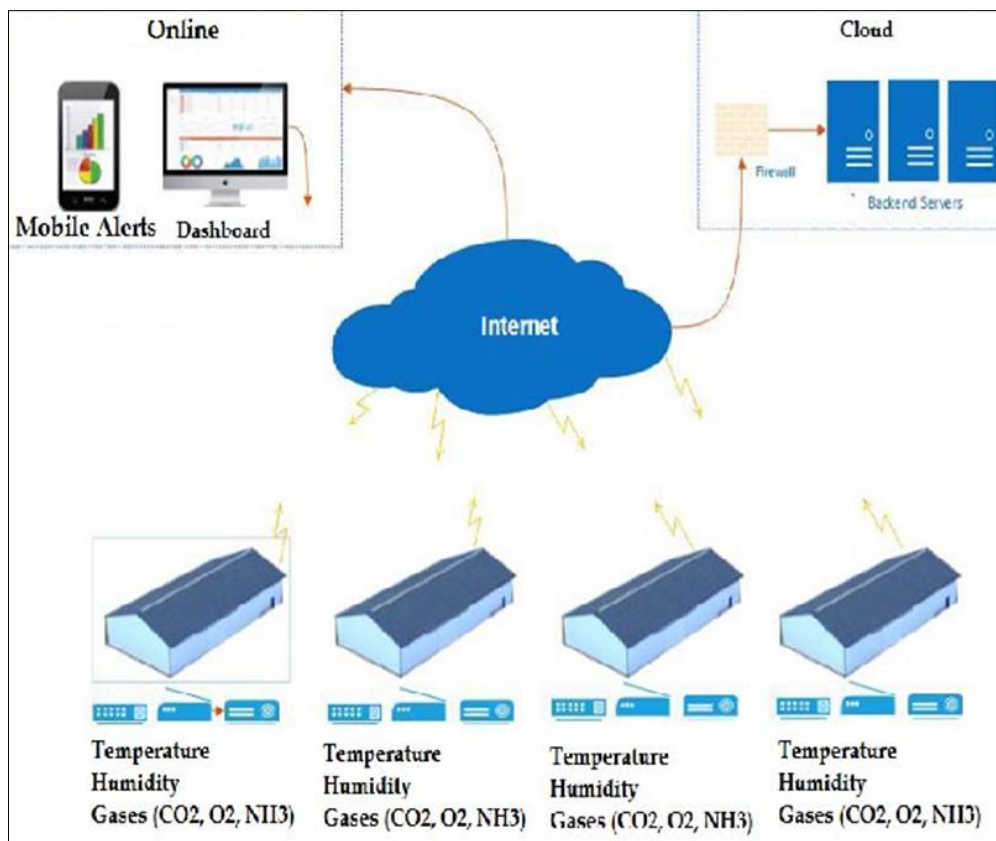 Online
Cloud
Mobile Alerts
Dashboard
Firewall
Backend Servers
Internet
Temperature
Humidity
Gases (CO2, O2, NH3)
Temperature
Humidity
Gases (CO2, O2, NH3)
Temperature
Humidity
Gases (CO2, O2, NH3)
Temperature
Humidity
Gases (CO2, O2, NH3)